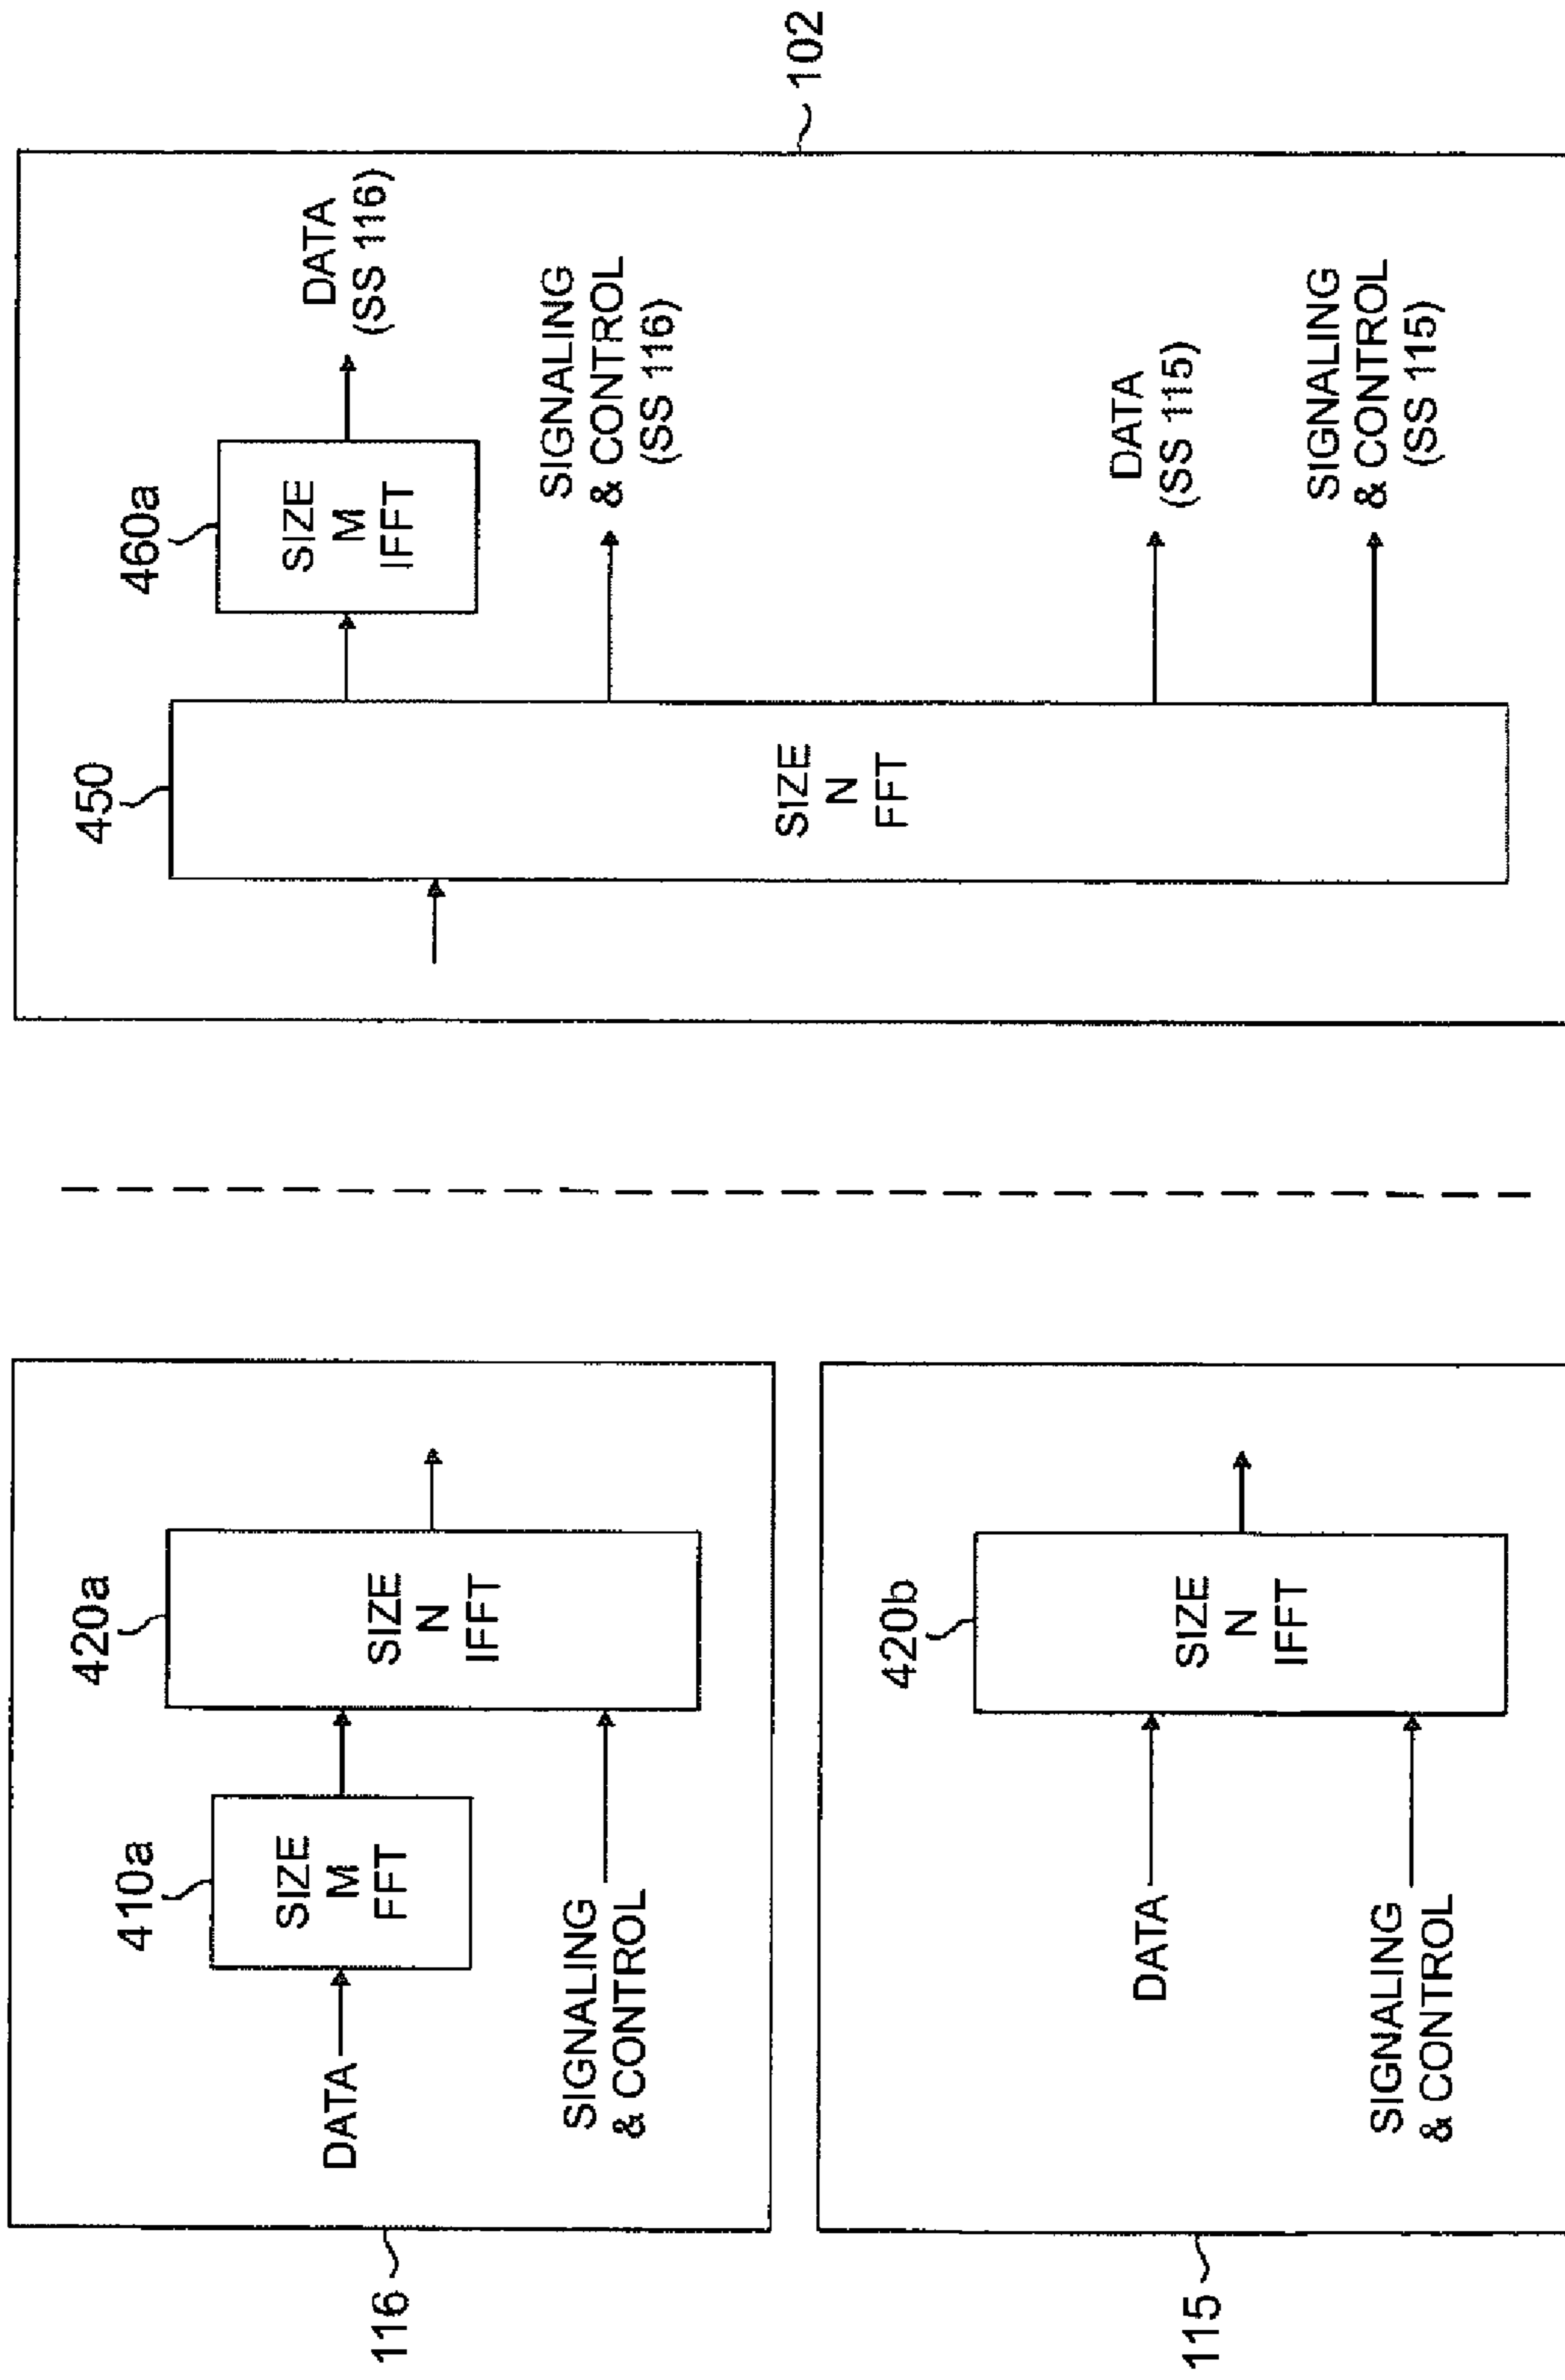 410a
420a
DATA
SIZE
M
FFT
SIZE
N
IFFT
SIGNALING
& CONTROL
116
420b
DATA
SIZE
N
IFFT
SIGNALING
& CONTROL
115
450
460a
SIZE
N
FFT
SIZE
M
IFFT
DATA
(SS 116)
SIGNALING
& CONTROL
(SS 116)
DATA
(SS 115)
SIGNALING
& CONTROL
(SS 115)
102